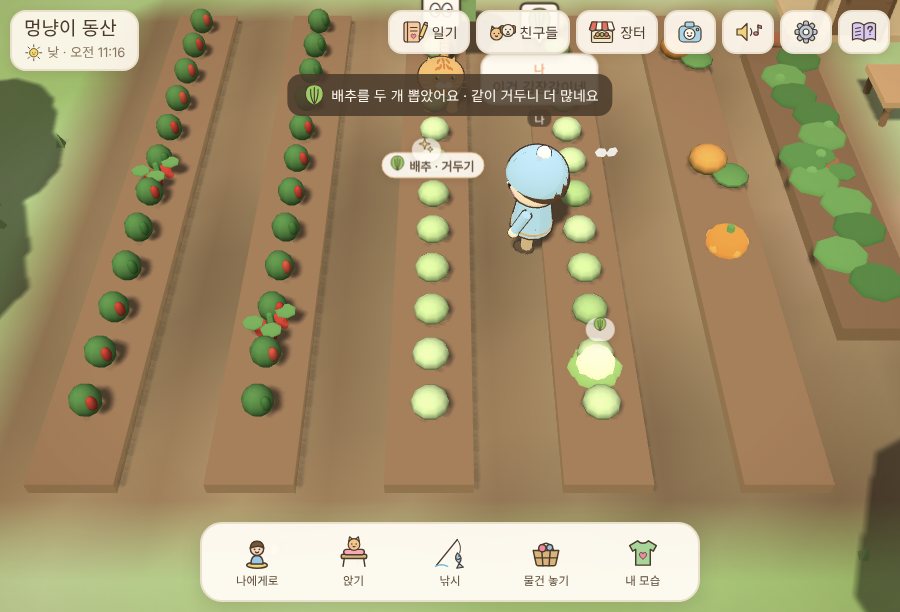 멍냥이 동산
낮 · 오전 11:16
일기
친구들
장터
나
배추를 두 개 뽑았어요 · 같이 거두니 더 많네요
나
배추 · 거두기
나에게로
앉기
낚시
물건 놓기
내 모습